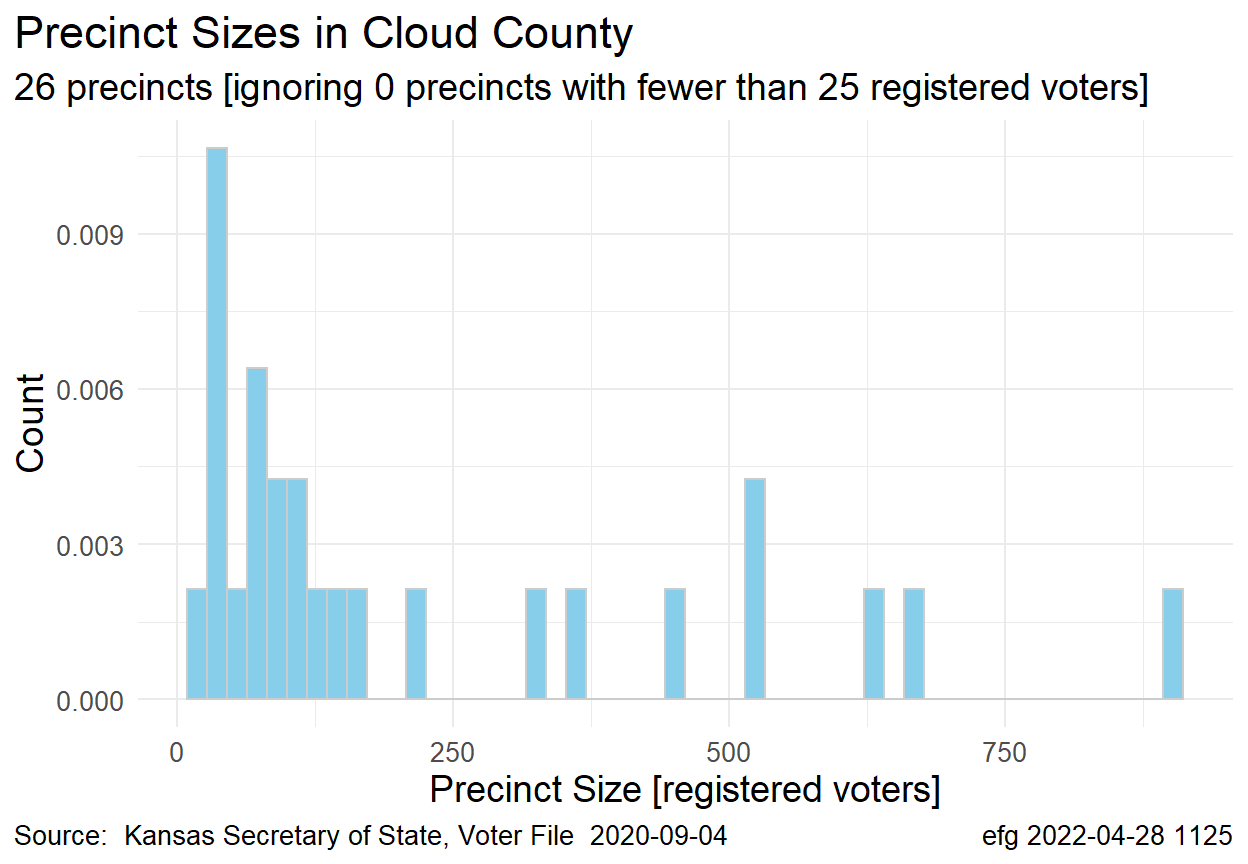 Precinct Sizes in Cloud County
26 precincts [ignoring 0 precincts with fewer than 25 registered voters]
Count
0.009
0.006
0.003
0.000
0 250 500 750
Precinct Size [registered voters]
Source:  Kansas Secretary of State, Voter File  2020-09-04 efg 2022-04-28 1125